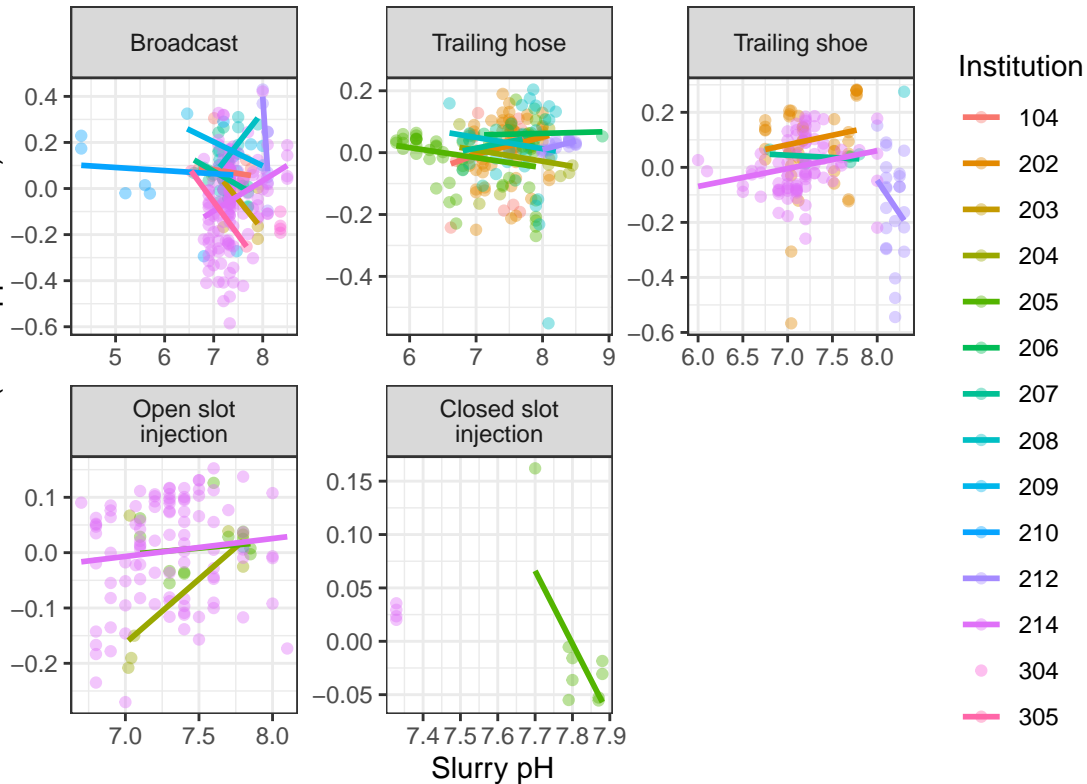 Broadcast
Trailing hose
Trailing shoe
0.4
0.2
0.0
−0.2
−0.4
−0.6
5 6 7 8
0.2
0.0
−0.2
−0.4
6 7 8 9
0.2
0.0
−0.2
−0.4
−0.6
6.0 6.5 7.0 7.5 8.0
Open slot
injection
Closed slot
injection
0.1
0.0
−0.1
−0.2
7.0 7.5 8.0
0.15
0.10
0.05
0.00
−0.05
7.4 7.5 7.6 7.7 7.8 7.9
Slurry pH
Institution
104
202
203
204
205
206
207
208
209
210
212
214
304
305